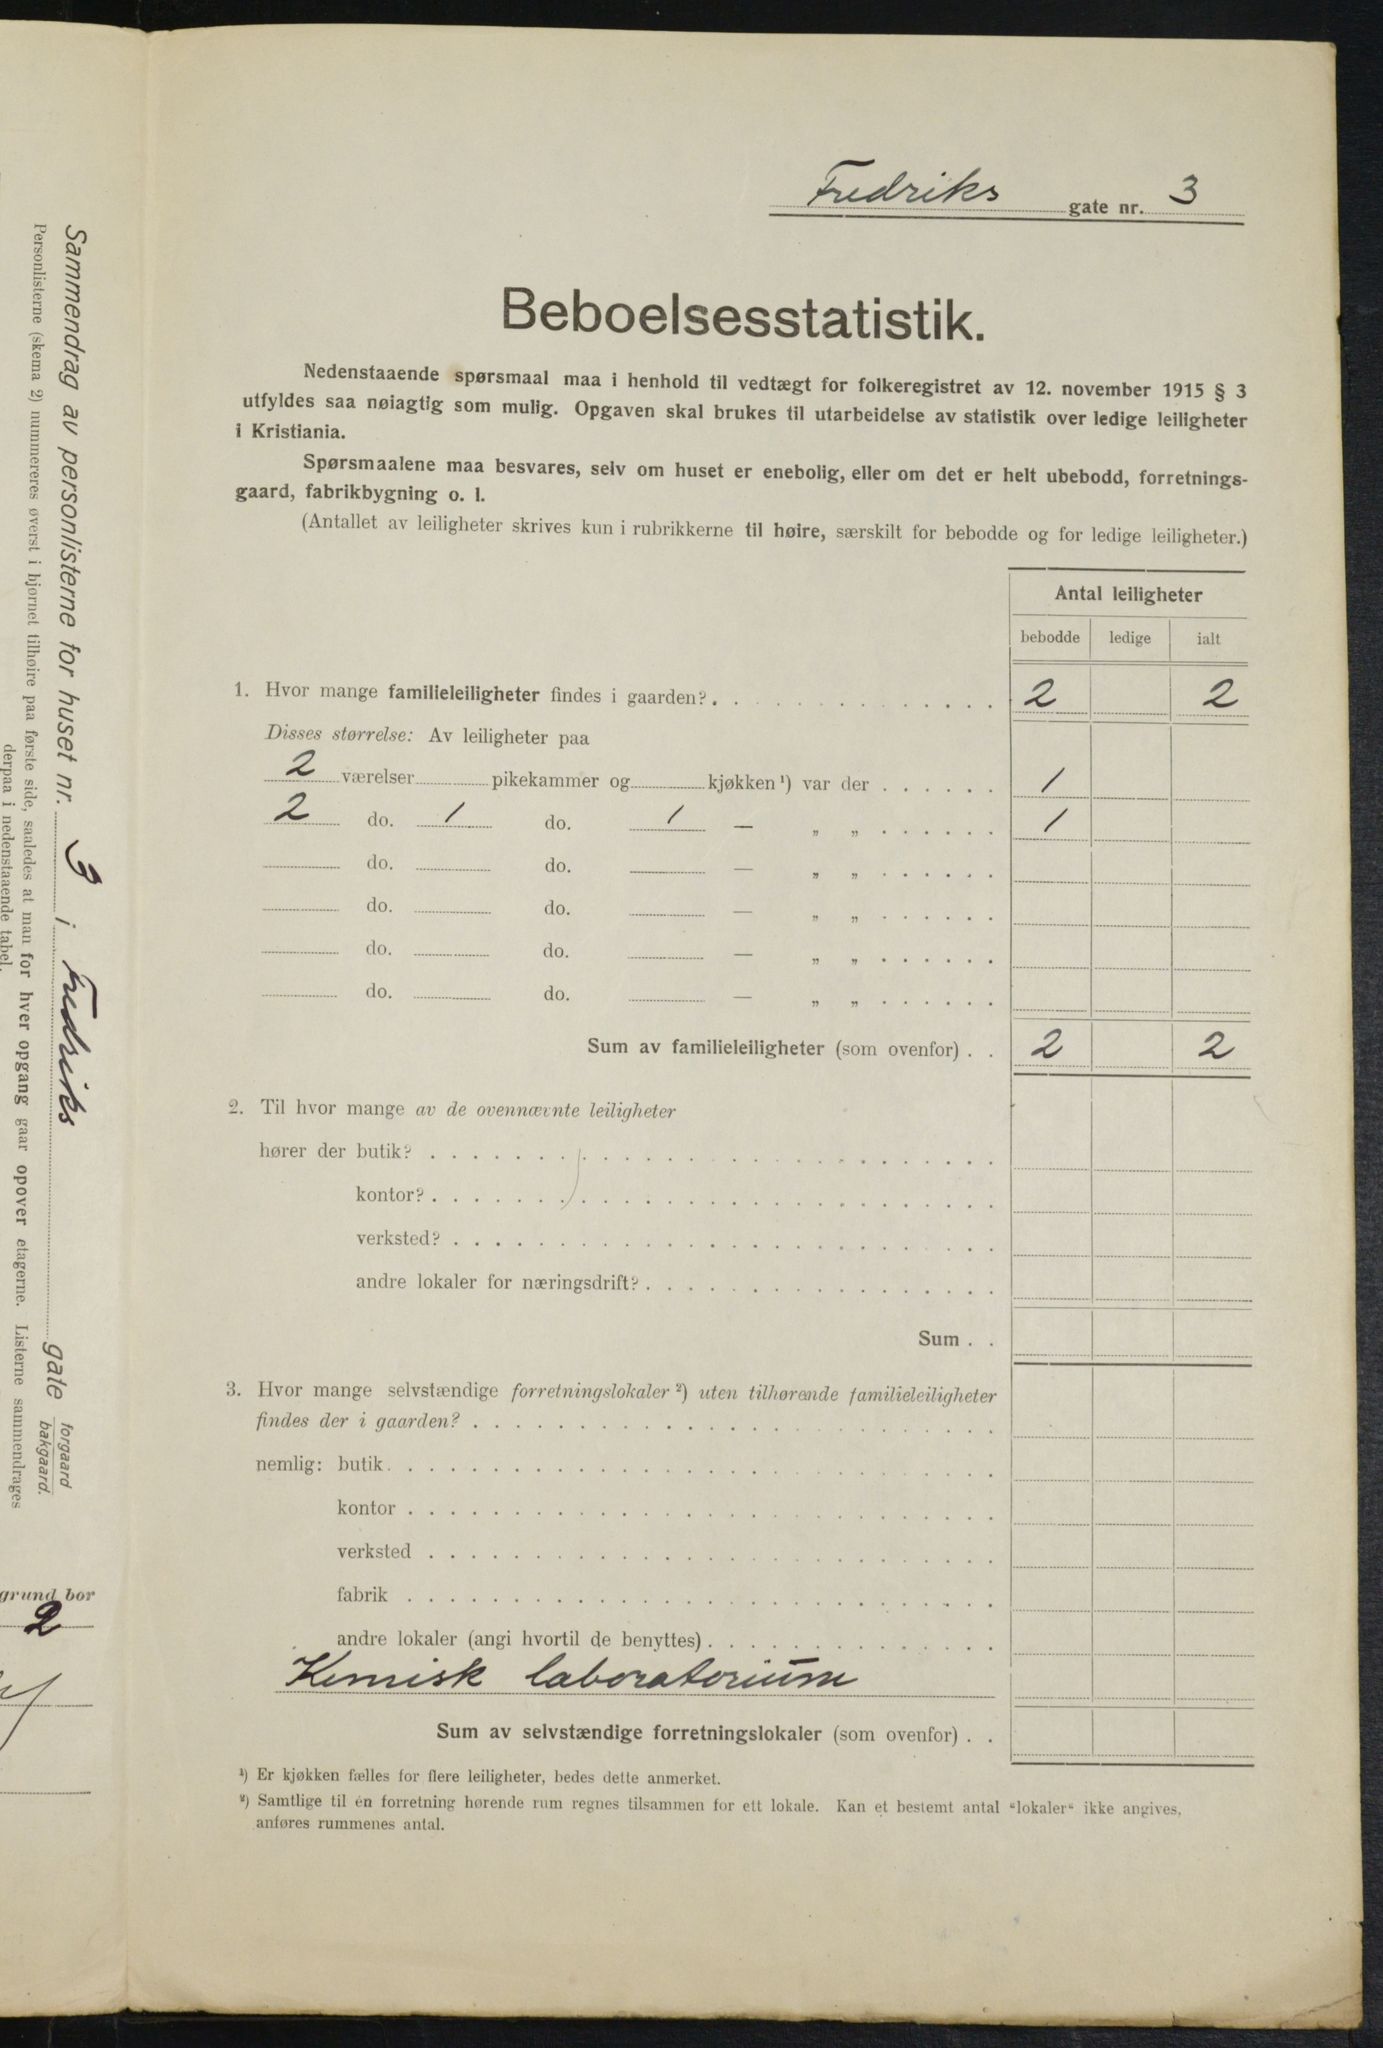 Fredriks gate nr. 3
Beboelsesstatistik.
Nedenstaaende spørsmaal maa i henhold til vedtægt for folkeregistret av 12. november 1915 § 3
utfyldes saa nøiagtig som mulig. Opgaven skal brukes til utarbeidelse av statistik over ledige leiligheter
i Kristiania.
Spørsmaalene maa besvares, selv om huset er enebolig, eller om det er helt ubebodd, forretnings-
gaard, fabrikbygning o. l.
(Antallet av leiligheter skrives kun i rubrikkerne til høire, særskilt for bebodde og for ledige leiligheter.)
Antal leiligheter
bebodde ledige ialt
1. Hvor mange familieleiligheter findes i gaarden? 2 2
Disses størrelse: Av leiligheter paa
2 værelser pikekammer og kjøkken ¹) var der 1
2 do. 1 do. 1 — „ „ 1
do. do. — „ „
do. do. — „ „
do. do. — „ „
do. do. — „ „
Sum av familieleiligheter (som ovenfor) 2 2
2. Til hvor mange av de ovennævnte leiligheter
hører der butik?
kontor?
verksted?
andre lokaler for næringsdrift?
Sum
3. Hvor mange selvstændige forretningslokaler ²) uten tilhørende familieleiligheter
findes der i gaarden?
nemlig: butik
kontor
verksted
fabrik
andre lokaler (angi hvortil de benyttes)
Kemisk laboratorium
Sum av selvstændige forretningslokaler (som ovenfor)
¹) Er kjøkken fælles for flere leiligheter, bedes dette anmerket.
²) Samtlige til én forretning hørende rum regnes tilsammen for ett lokale. Kan et bestemt antal “lokaler“ ikke angives,
anføres rummenes antal.
Sammendrag av personlisterne for huset nr. 3 i Fredriks gate forgaard bakgaard.
Personlisterne (skema 2) nummereres øverst i hjørnet tilhøire paa første side, saaledes at man for hver opgang gaar opover etagerne. Listerne sammendrages
derpaa i nedenstaaende tabel.
grund bor
2